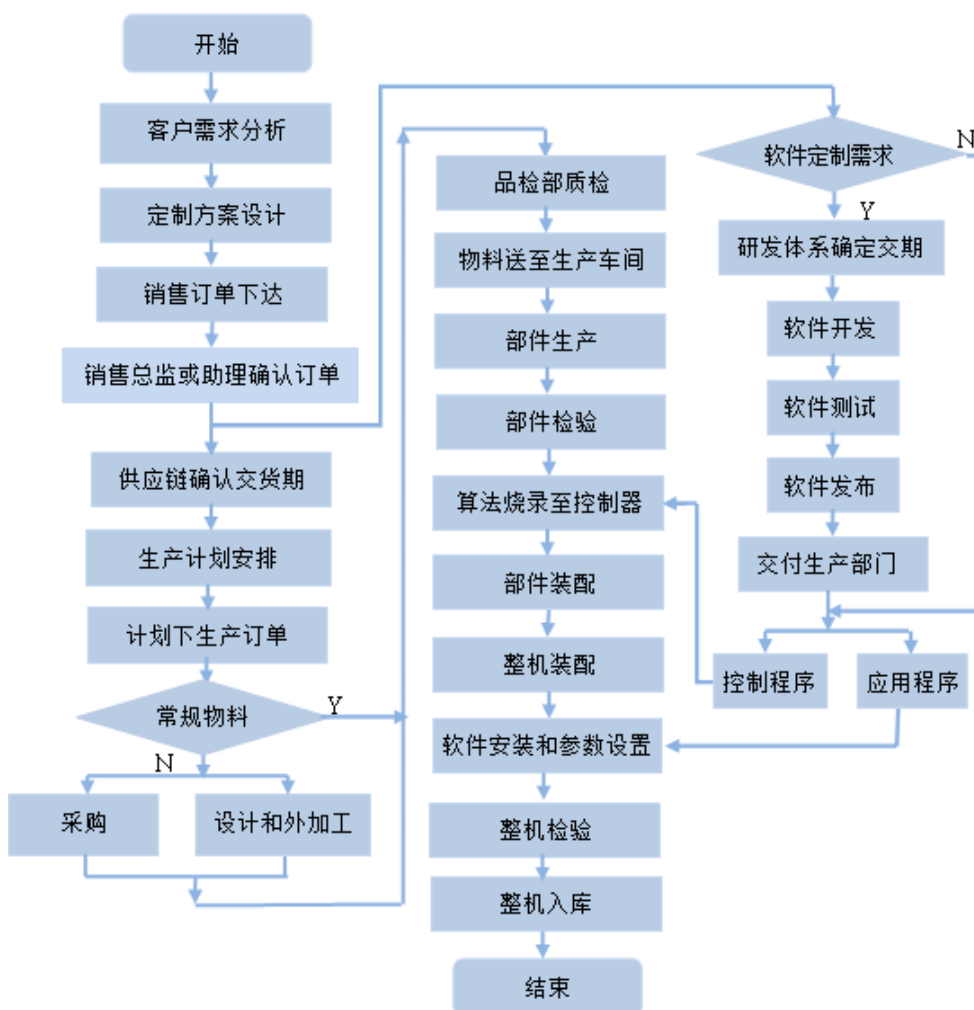 开始
客户需求分析
定制方案设计
销售订单下达
销售总监或助理确认订单
供应链确认交货期
生产计划安排
计划下生产订单
常规物料
Y
N
采购
设计和外加工
品检部质检
物料送至生产车间
部件生产
部件检验
算法烧录至控制器
部件装配
整机装配
软件安装和参数设置
整机检验
整机入库
结束
软件定制需求
N
Y
研发体系确定交期
软件开发
软件测试
软件发布
交付生产部门
控制程序
应用程序